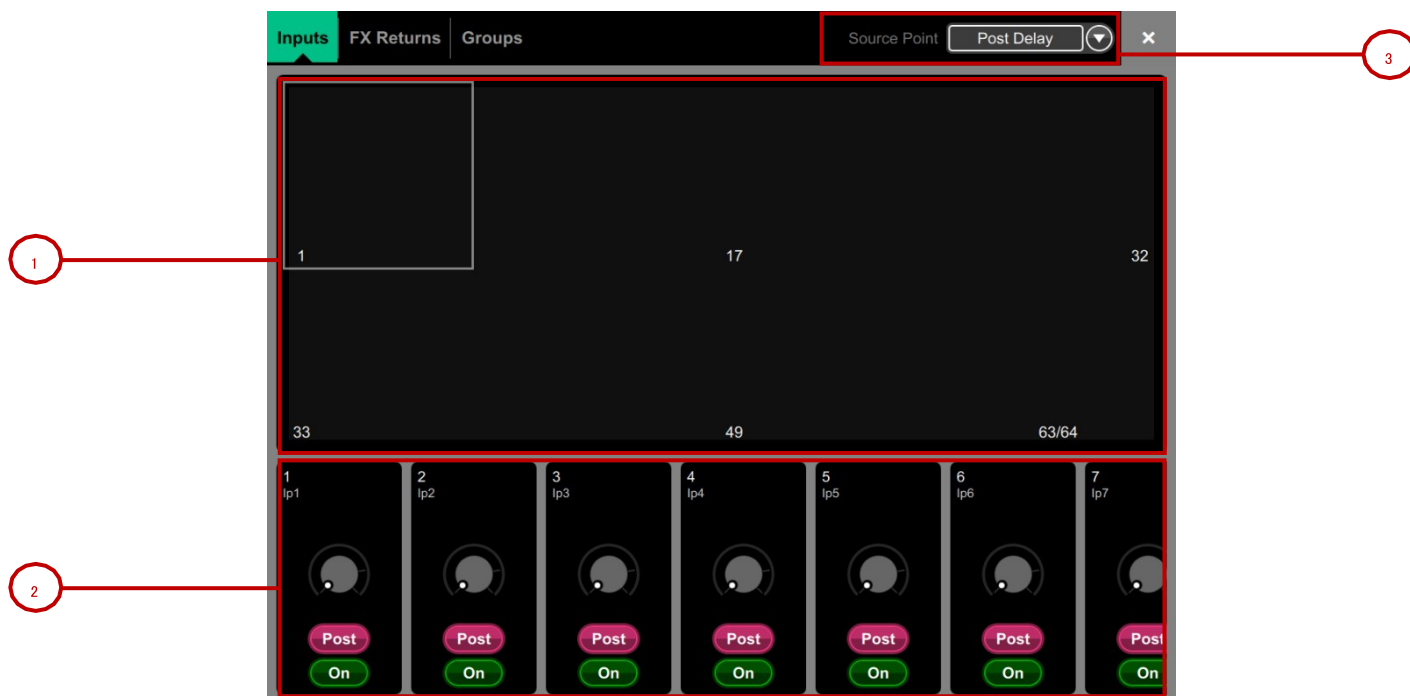 Inputs FX Returns Groups Source Point Post Delay ×
3
1 17 32
1
33 49 63/64
1 2 3 4 5 6 7
Ip1 Ip2 Ip3 Ip4 Ip5 Ip6 Ip7
2
Post Post Post Post Post Post Post
On On On On On On On